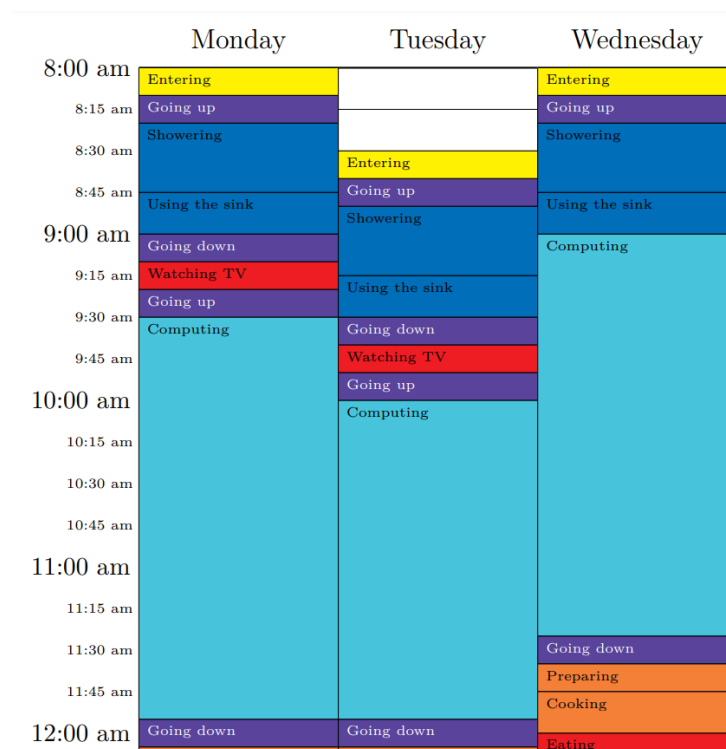 Monday Tuesday Wednesday
8:00 am
Entering Entering
8:15 am
Going up Going up
Showering Showering
8:30 am
Entering
8:45 am
Going up
Using the sink Using the sink
Showering
9:00 am
Going down Computing
9:15 am
Watching TV
Using the sink
Going up
9:30 am
Computing Going down
9:45 am
Watching TV
Going up
10:00 am
Computing
10:15 am
10:30 am
10:45 am
11:00 am
11:15 am
11:30 am
Going down
Preparing
11:45 am
Cooking
12:00 am
Going down Going down
Eating